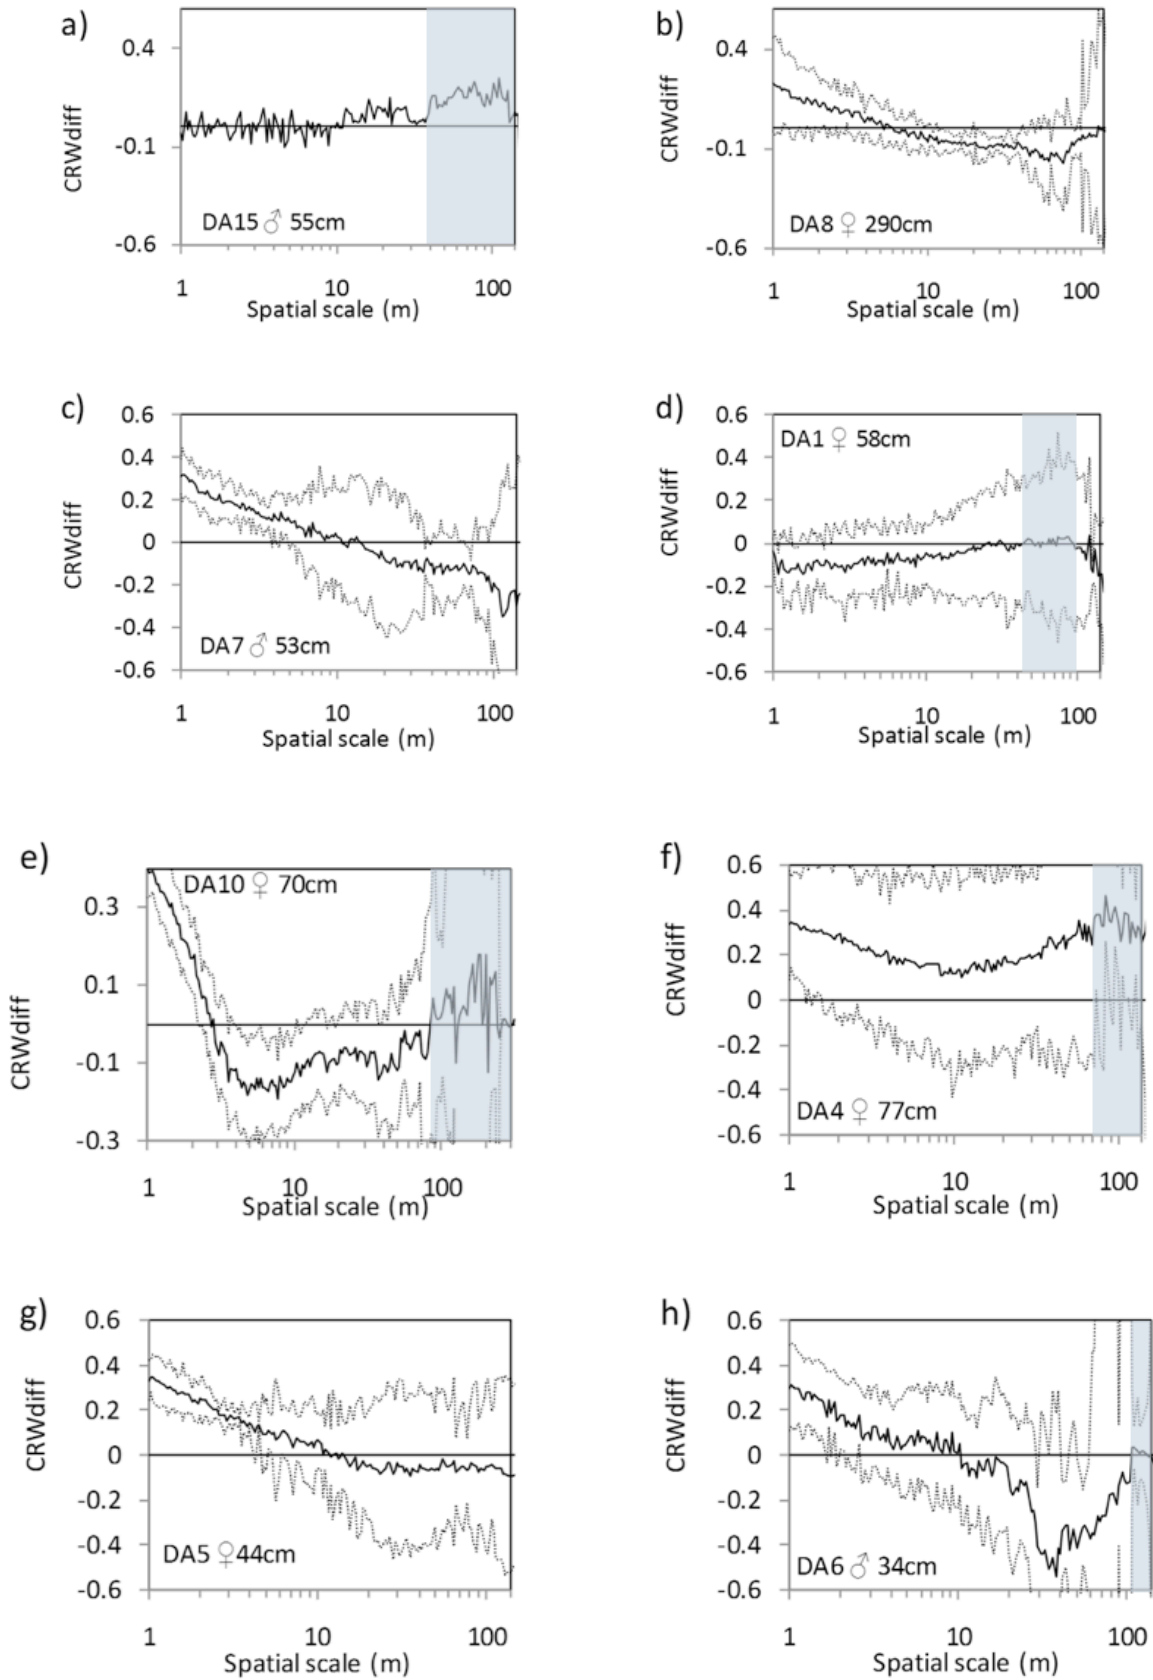 a)
0.4
-0.1
-0.6
CRWdiff
DA15 ♂ 55cm
1 10 100
Spatial scale (m)
b)
0.4
-0.1
-0.6
CRWdiff
DA8 ♀ 290cm
1 10 100
Spatial scale (m)
c)
0.6
0.4
0.2
0
-0.2
-0.4
-0.6
CRWdiff
DA7 ♂ 53cm
1 10 100
Spatial scale (m)
d)
0.6
0.4
0.2
0
-0.2
-0.4
-0.6
CRWdiff
DA1 ♀ 58cm
1 10 100
Spatial scale (m)
e)
0.3
0.1
-0.1
-0.3
CRWdiff
DA10 ♀ 70cm
1 10 100
Spatial scale (m)
f)
0.6
0.4
0.2
0
-0.2
-0.4
-0.6
CRWdiff
DA4 ♀ 77cm
1 10 100
Spatial scale (m)
g)
0.6
0.4
0.2
0
-0.2
-0.4
-0.6
CRWdiff
DA5 ♀ 44cm
1 10 100
Spatial scale (m)
h)
0.6
0.4
0.2
0
-0.2
-0.4
-0.6
CRWdiff
DA6 ♂ 34cm
1 10 100
Spatial scale (m)